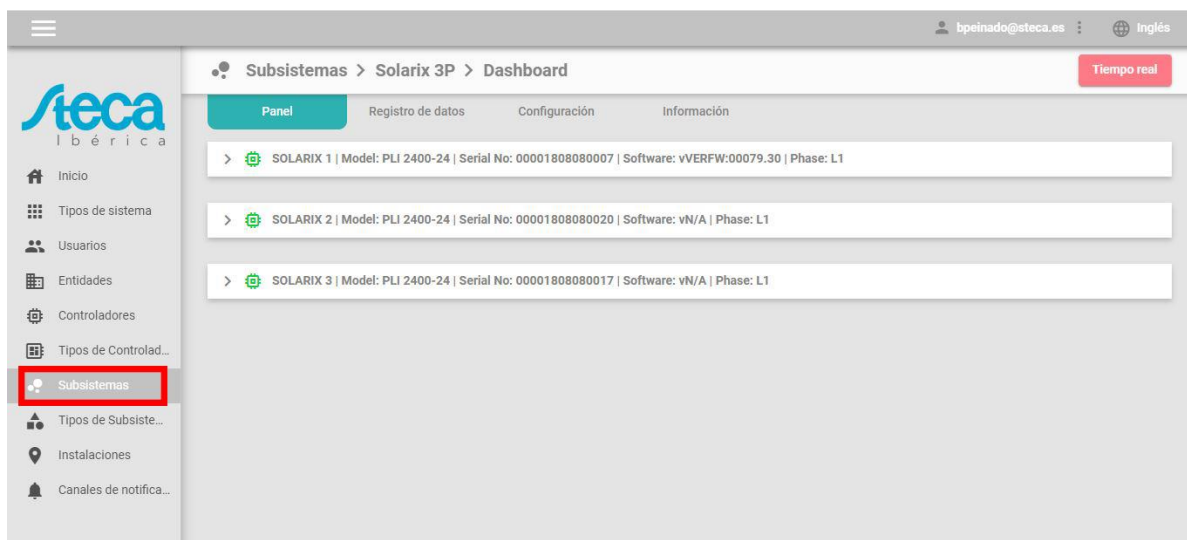 bpeinado@steca.es
Inglés
Subsistemas > Solarix 3P > Dashboard
Tiempo real
Steca
Ibérica
Panel
Registro de datos
Configuración
Información
SOLARIX 1 | Model: PLI 2400-24 | Serial No: 00001808080007 | Software: vVERFW:00079.30 | Phase: L1
SOLARIX 2 | Model: PLI 2400-24 | Serial No: 00001808080020 | Software: vN/A | Phase: L1
SOLARIX 3 | Model: PLI 2400-24 | Serial No: 00001808080017 | Software: vN/A | Phase: L1
Inicio
Tipos de sistema
Usuarios
Entidades
Controladores
Tipos de Controlad...
Subsistemas
Tipos de Subsiste...
Instalaciones
Canales de notifica...